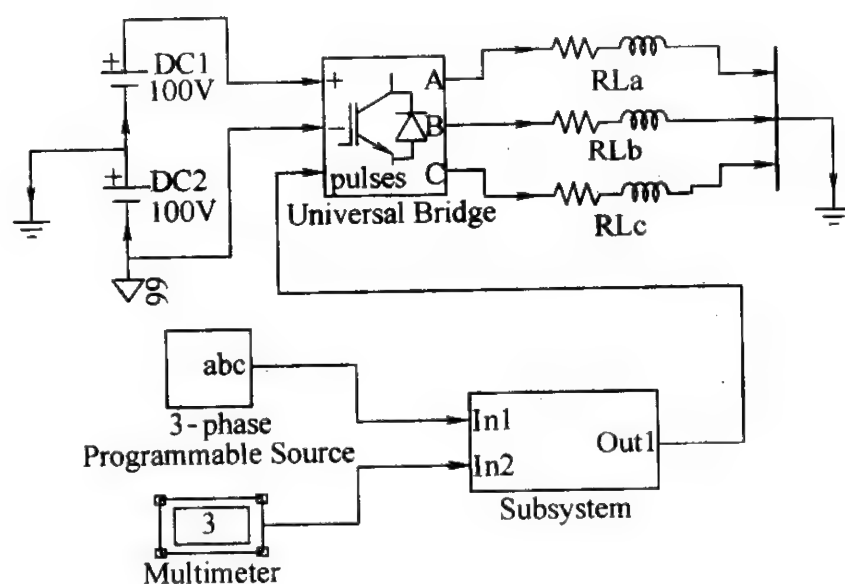 + DC1
100V
+ DC2
100V
99
+
−
pulses
A
B
C
Universal Bridge
RLa
RLb
RLc
abc
3-phase
Programmable Source
3
Multimeter
In1
In2
Out1
Subsystem